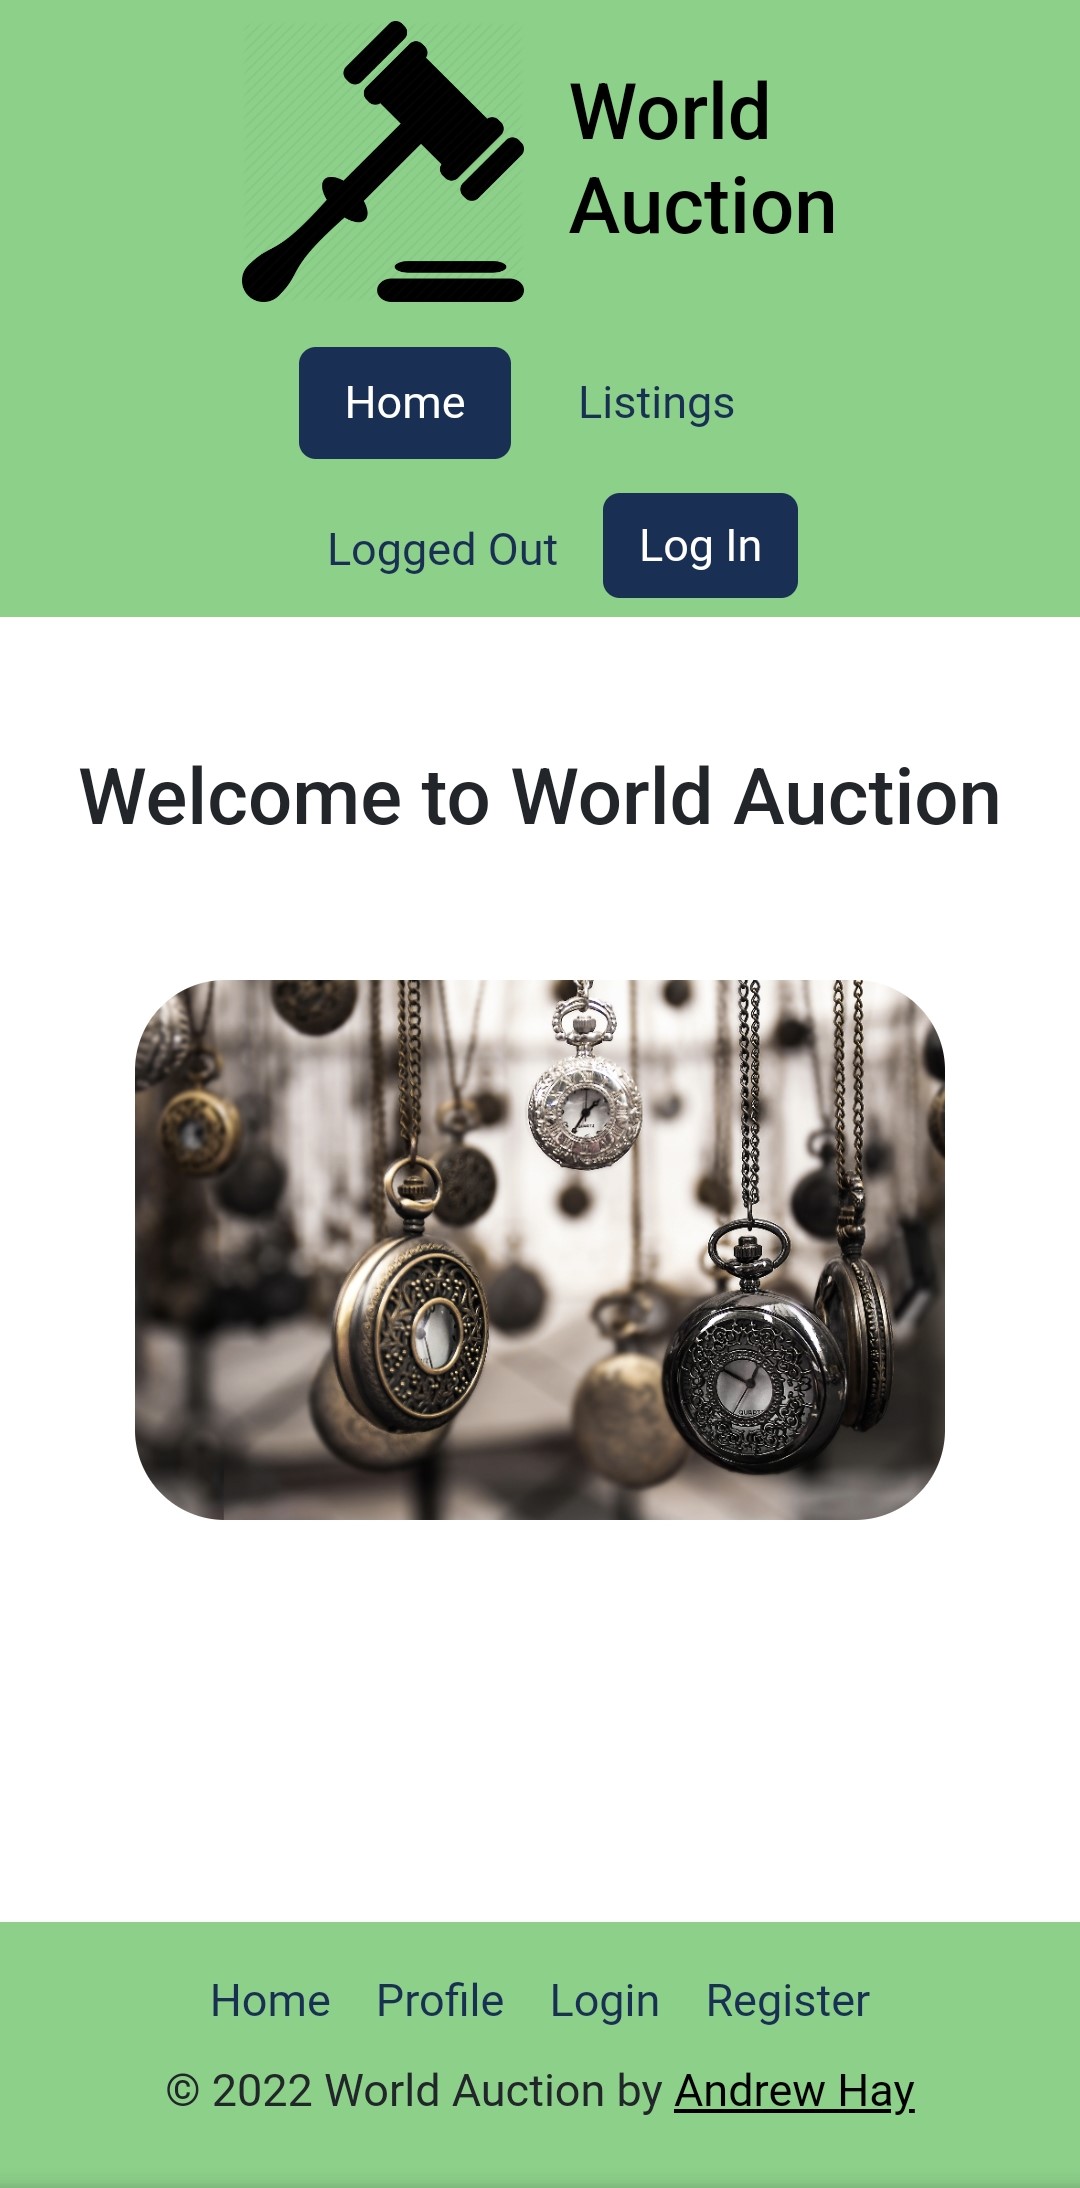 World
Auction
Home Listings
Logged Out Log In
Welcome to World Auction
QUARTZ
Home Profile Login Register
© 2022 World Auction by Andrew Hay